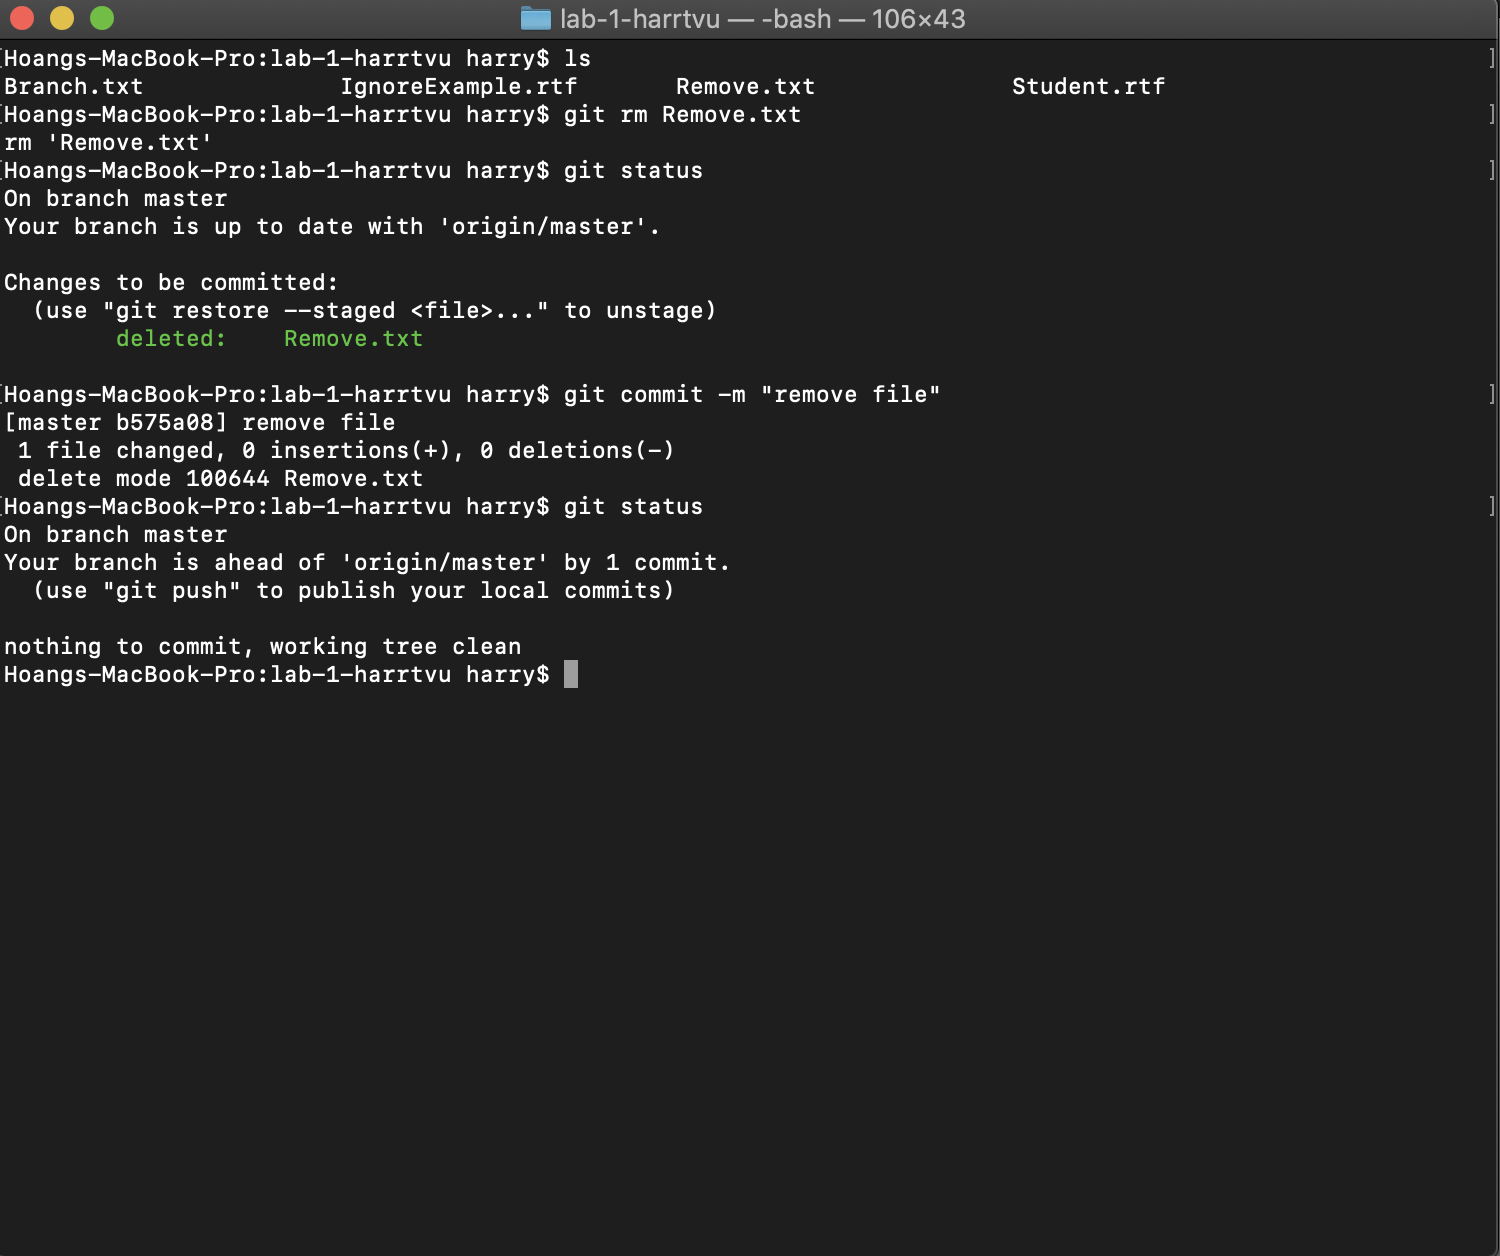 lab-1-harrtvu — -bash — 106×43
[Hoangs-MacBook-Pro:lab-1-harrtvu harry$ ls ]
Branch.txt              IgnoreExample.rtf       Remove.txt              Student.rtf
[Hoangs-MacBook-Pro:lab-1-harrtvu harry$ git rm Remove.txt ]
rm 'Remove.txt'
[Hoangs-MacBook-Pro:lab-1-harrtvu harry$ git status ]
On branch master
Your branch is up to date with 'origin/master'.

Changes to be committed:
  (use "git restore --staged <file>..." to unstage)
        deleted:    Remove.txt

[Hoangs-MacBook-Pro:lab-1-harrtvu harry$ git commit -m "remove file" ]
[master b575a08] remove file
 1 file changed, 0 insertions(+), 0 deletions(-)
 delete mode 100644 Remove.txt
[Hoangs-MacBook-Pro:lab-1-harrtvu harry$ git status ]
On branch master
Your branch is ahead of 'origin/master' by 1 commit.
  (use "git push" to publish your local commits)

nothing to commit, working tree clean
Hoangs-MacBook-Pro:lab-1-harrtvu harry$